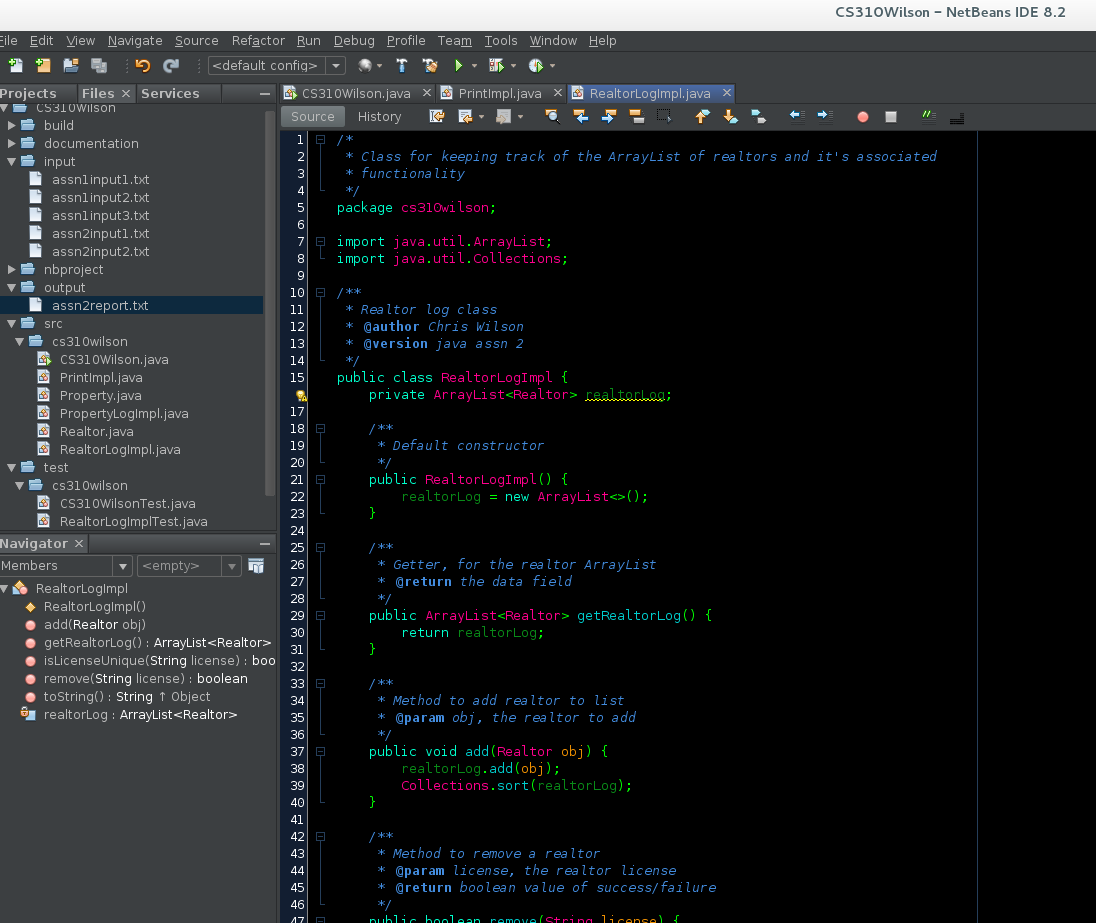 CS310Wilson – NetBeans IDE 8.2
File Edit View Navigate Source Refactor Run Debug Profile Team Tools Window Help
<default config>
Projects Files Services
CS310Wilson
build
documentation
input
assn1input1.txt
assn1input2.txt
assn1input3.txt
assn2input1.txt
assn2input2.txt
nbproject
output
assn2report.txt
src
cs310wilson
CS310Wilson.java
PrintImpl.java
Property.java
PropertyLogImpl.java
Realtor.java
RealtorLogImpl.java
test
cs310wilson
CS310WilsonTest.java
RealtorLogImplTest.java
Navigator
Members <empty>
RealtorLogImpl
RealtorLogImpl()
add(Realtor obj)
getRealtorLog() : ArrayList<Realtor>
isLicenseUnique(String license) : boo
remove(String license) : boolean
toString() : String ↑ Object
realtorLog : ArrayList<Realtor>
CS310Wilson.java PrintImpl.java RealtorLogImpl.java
Source History
1 /*
2 * Class for keeping track of the ArrayList of realtors and it's associated
3 * functionality
4 */
5 package cs310wilson;
6
7 import java.util.ArrayList;
8 import java.util.Collections;
9
10 /**
11 * Realtor log class
12 * @author Chris Wilson
13 * @version java assn 2
14 */
15 public class RealtorLogImpl {
private ArrayList<Realtor> realtorLog;
17
18 /**
19 * Default constructor
20 */
21 public RealtorLogImpl() {
22 realtorLog = new ArrayList<>();
23 }
24
25 /**
26 * Getter, for the realtor ArrayList
27 * @return the data field
28 */
29 public ArrayList<Realtor> getRealtorLog() {
30 return realtorLog;
31 }
32
33 /**
34 * Method to add realtor to list
35 * @param obj, the realtor to add
36 */
37 public void add(Realtor obj) {
38 realtorLog.add(obj);
39 Collections.sort(realtorLog);
40 }
41
42 /**
43 * Method to remove a realtor
44 * @param license, the realtor license
45 * @return boolean value of success/failure
46 */
47 public boolean remove(String license) {